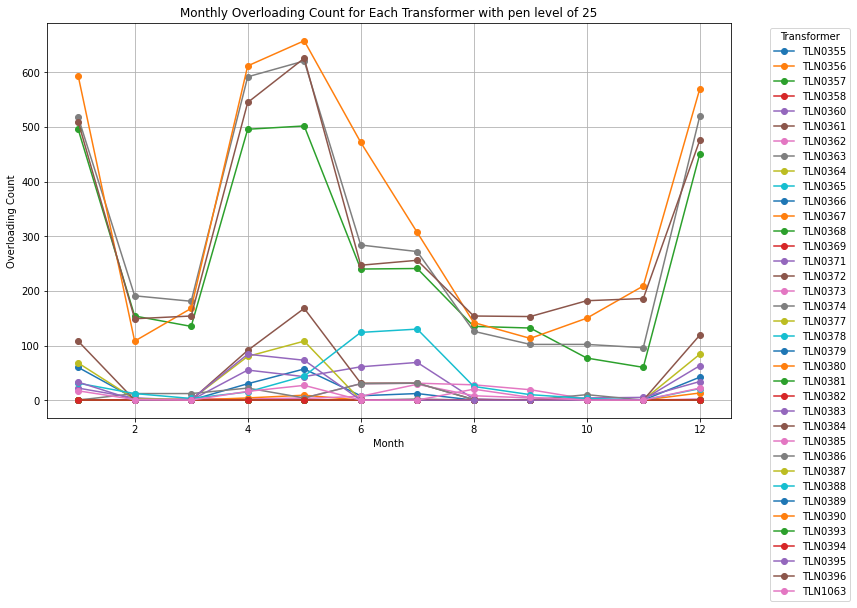 Monthly Overloading Count for Each Transformer with pen level of 25
600
500
400
300
200
100
0
Overloading Count
2
4
6
8
10
12
Month
Transformer
TLN0355
TLN0356
TLN0357
TLN0358
TLN0360
TLN0361
TLN0362
TLN0363
TLN0364
TLN0365
TLN0366
TLN0367
TLN0368
TLN0369
TLN0371
TLN0372
TLN0373
TLN0374
TLN0377
TLN0378
TLN0379
TLN0380
TLN0381
TLN0382
TLN0383
TLN0384
TLN0385
TLN0386
TLN0387
TLN0388
TLN0389
TLN0390
TLN0393
TLN0394
TLN0395
TLN0396
TLN1063